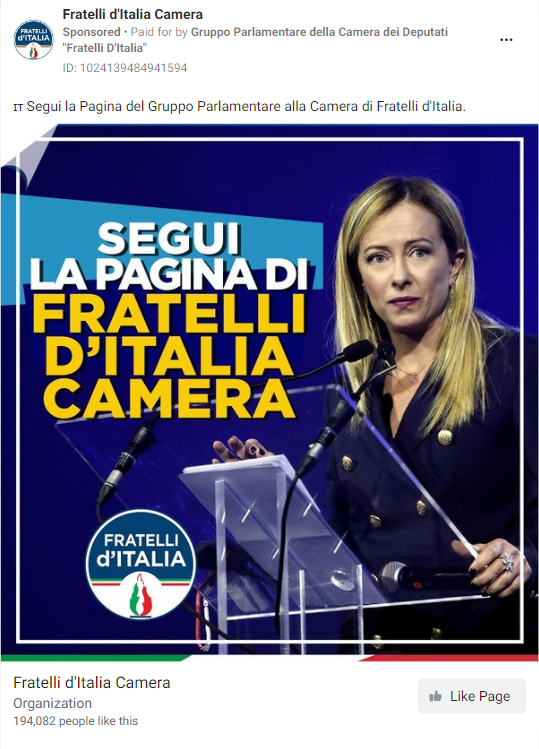 Fratelli d'Italia Camera
Sponsored • Paid for by Gruppo Parlamentare della Camera dei Deputati
"Fratelli D'Italia"
ID: 1024139484941594
IT Segui la Pagina del Gruppo Parlamentare alla Camera di Fratelli d'Italia.
FRATELLI
d'ITALIA
SEGUI
LA PAGINA DI
FRATELLI
D'ITALIA
CAMERA
FRATELLI
d'ITALIA
Fratelli d'Italia Camera
Organization
194,082 people like this
Like Page